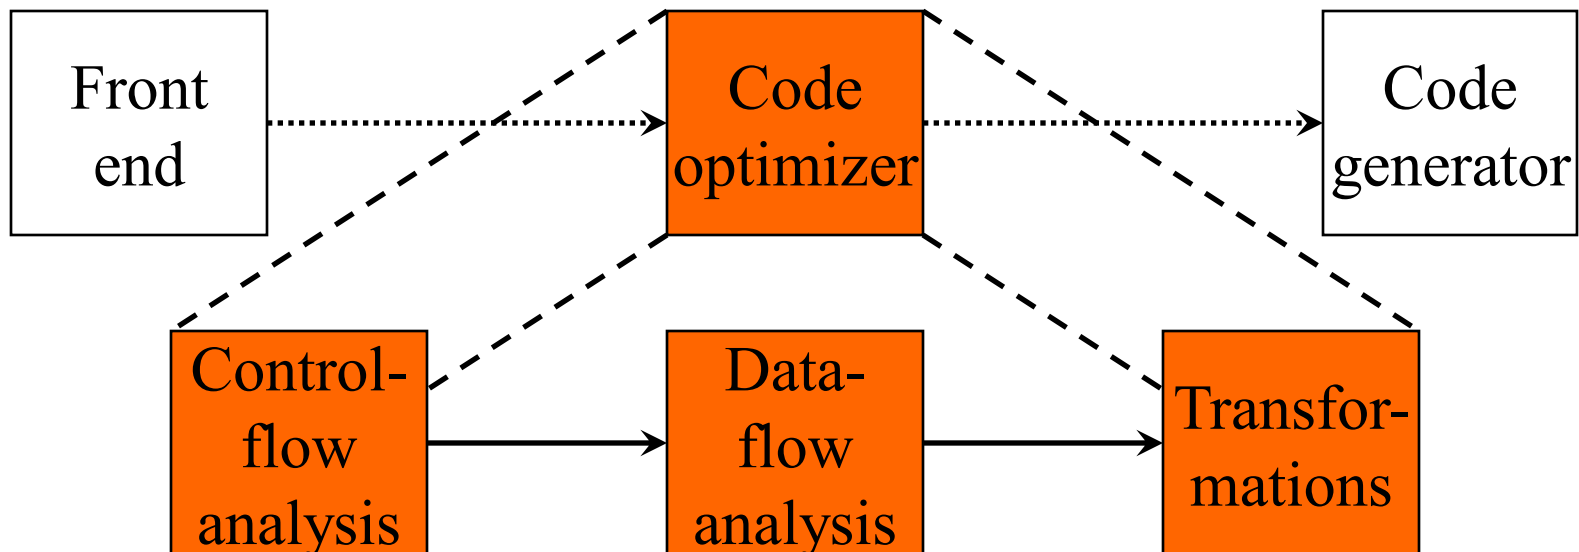 Front
end
Code
optimizer
Code
generator
Control-
flow
analysis
Data-
flow
analysis
Transfor-
mations